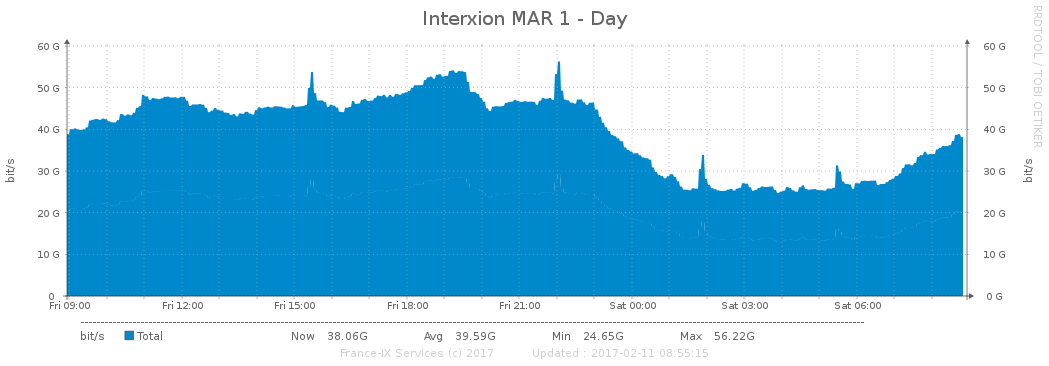 Interxion MAR 1 - Day
RRDTOOL / TOBI OETIKER
bit/s
60 G 60 G
50 G 50 G
40 G 40 G
30 G 30 G
20 G 20 G
10 G 10 G
0 0 G
bit/s
Fri 09:00 Fri 12:00 Fri 15:00 Fri 18:00 Fri 21:00 Sat 00:00 Sat 03:00 Sat 06:00
bit/s Total Now 38.06G Avg 39.59G Min 24.65G Max 56.22G
France-IX Services (c) 2017 Updated : 2017-02-11 08:55:15